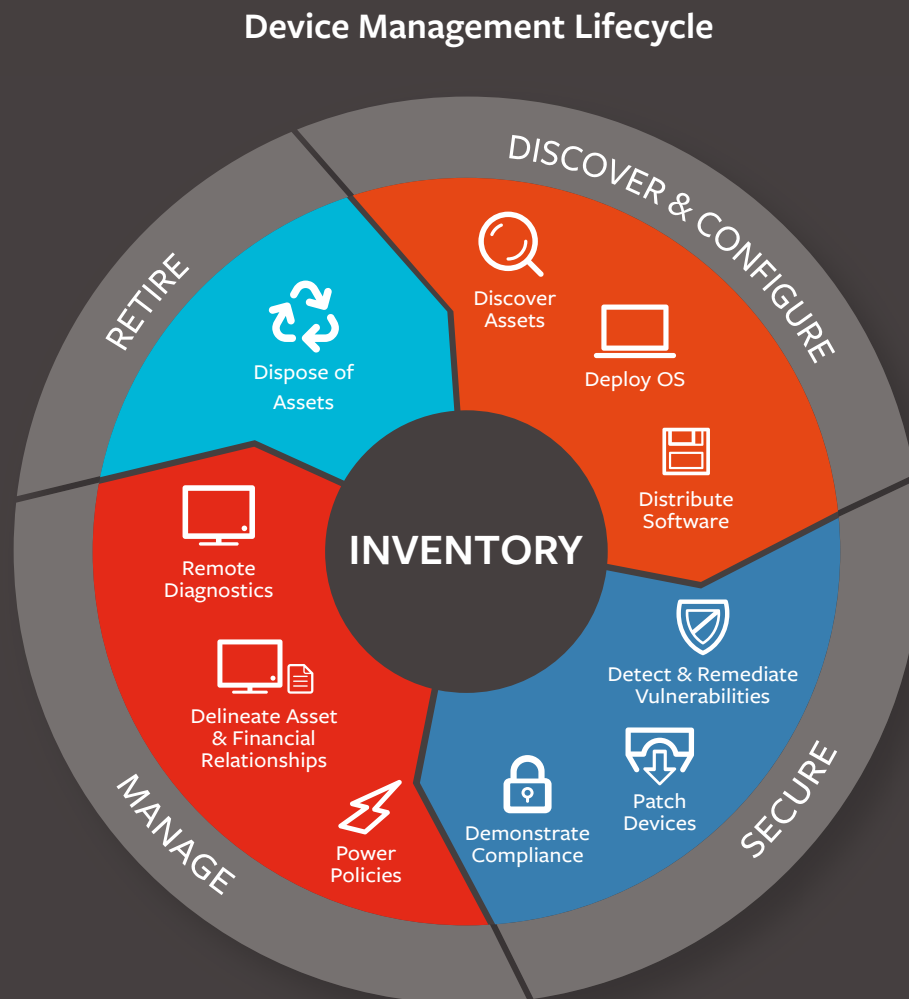 Device Management Lifecycle
DISCOVER & CONFIGURE
Discover
Assets
Deploy OS
Distribute
Software
SECURE
Detect & Remediate
Vulnerabilities
Patch
Devices
Demonstrate
Compliance
MANAGE
Power
Policies
Delineate Asset
& Financial
Relationships
Remote
Diagnostics
RETIRE
Dispose of
Assets
INVENTORY